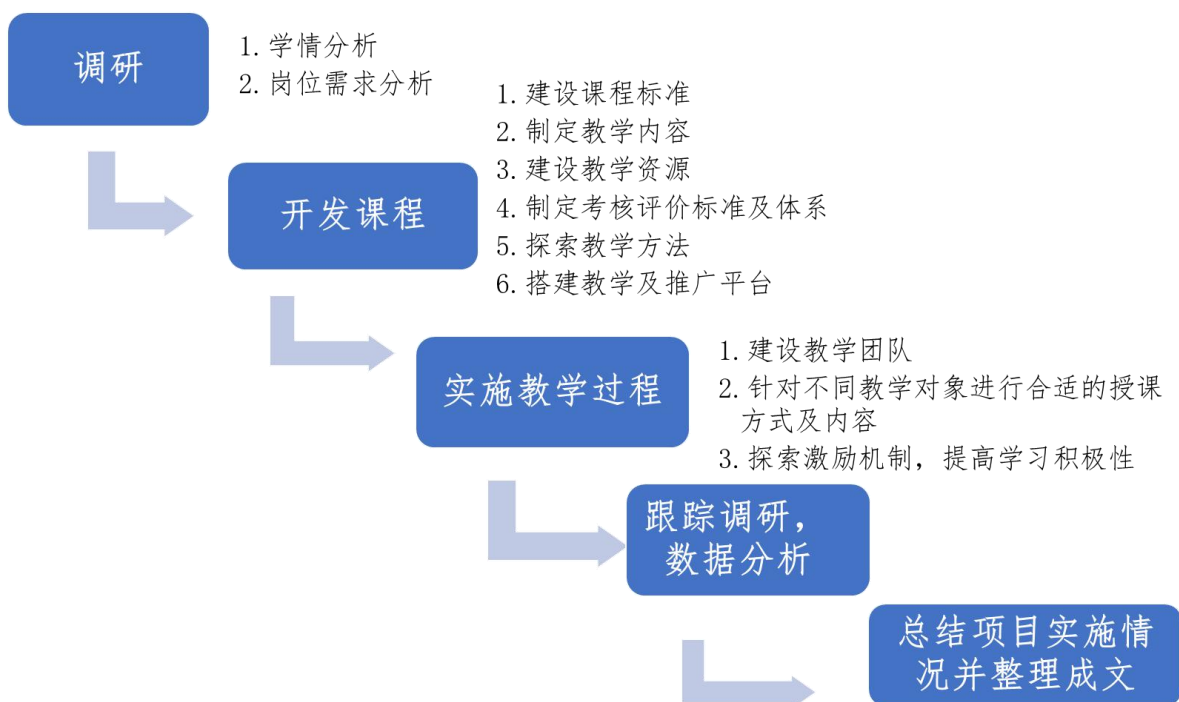 调研
1. 学情分析
2. 岗位需求分析
开发课程
1. 建设课程标准
2. 制定教学内容
3. 建设教学资源
4. 制定考核评价标准及体系
5. 探索教学方法
6. 搭建教学及推广平台
实施教学过程
1. 建设教学团队
2. 针对不同教学对象进行合适的授课
方式及内容
3. 探索激励机制，提高学习积极性
跟踪调研，
数据分析
总结项目实施情
况并整理成文